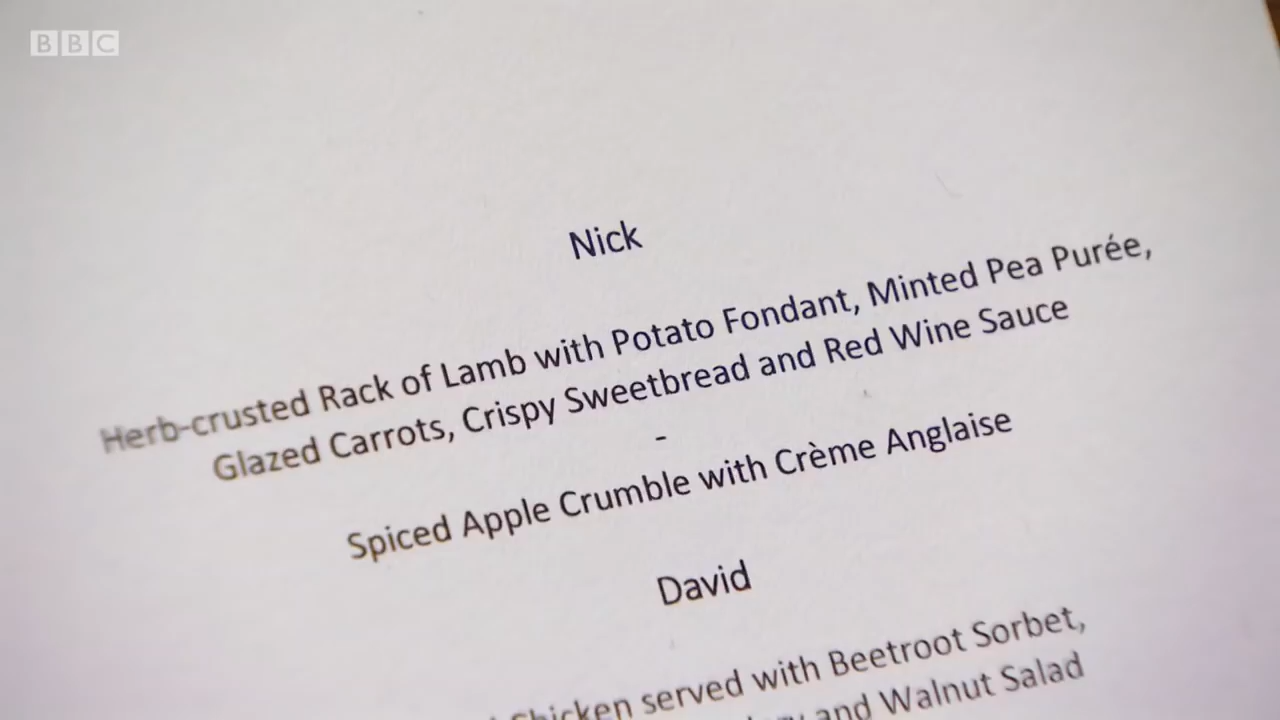 BBC
Nick
Herb-crusted Rack of Lamb with Potato Fondant, Minted Pea Purée,
Glazed Carrots, Crispy Sweetbread and Red Wine Sauce
-
Spiced Apple Crumble with Crème Anglaise
David
Chicken served with Beetroot Sorbet,
and Walnut Salad